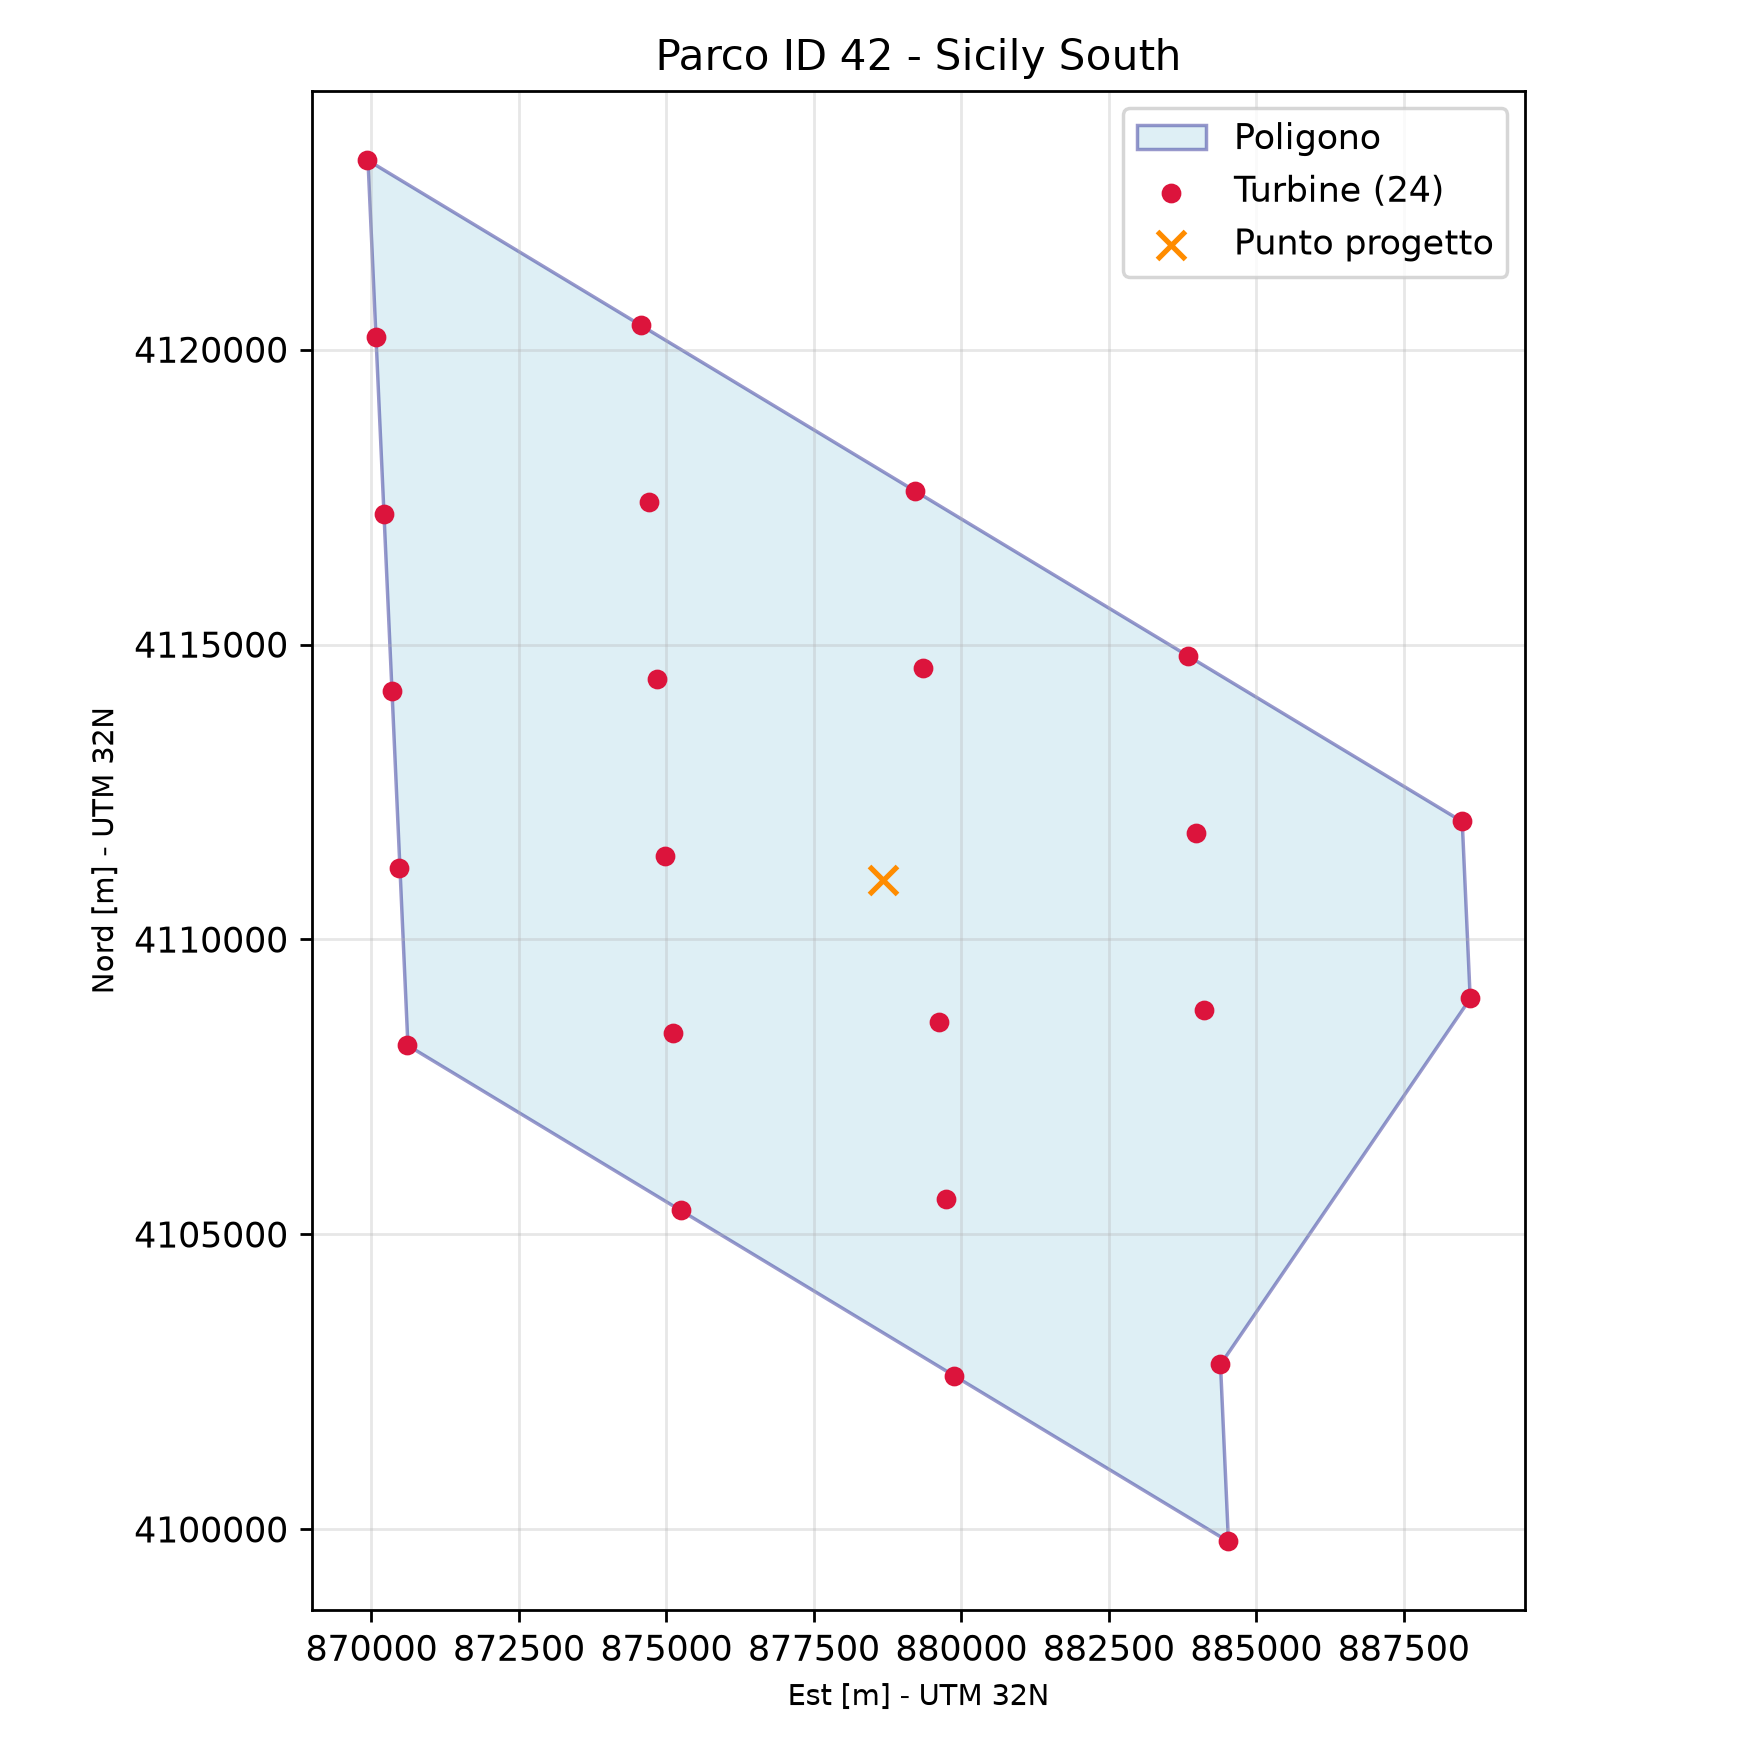 Parco ID 42 - Sicily South
Poligono
Turbine (24)
Punto progetto
4120000
4115000
4110000
4105000
4100000
Nord [m] - UTM 32N
870000 872500 875000 877500 880000 882500 885000 887500
Est [m] - UTM 32N